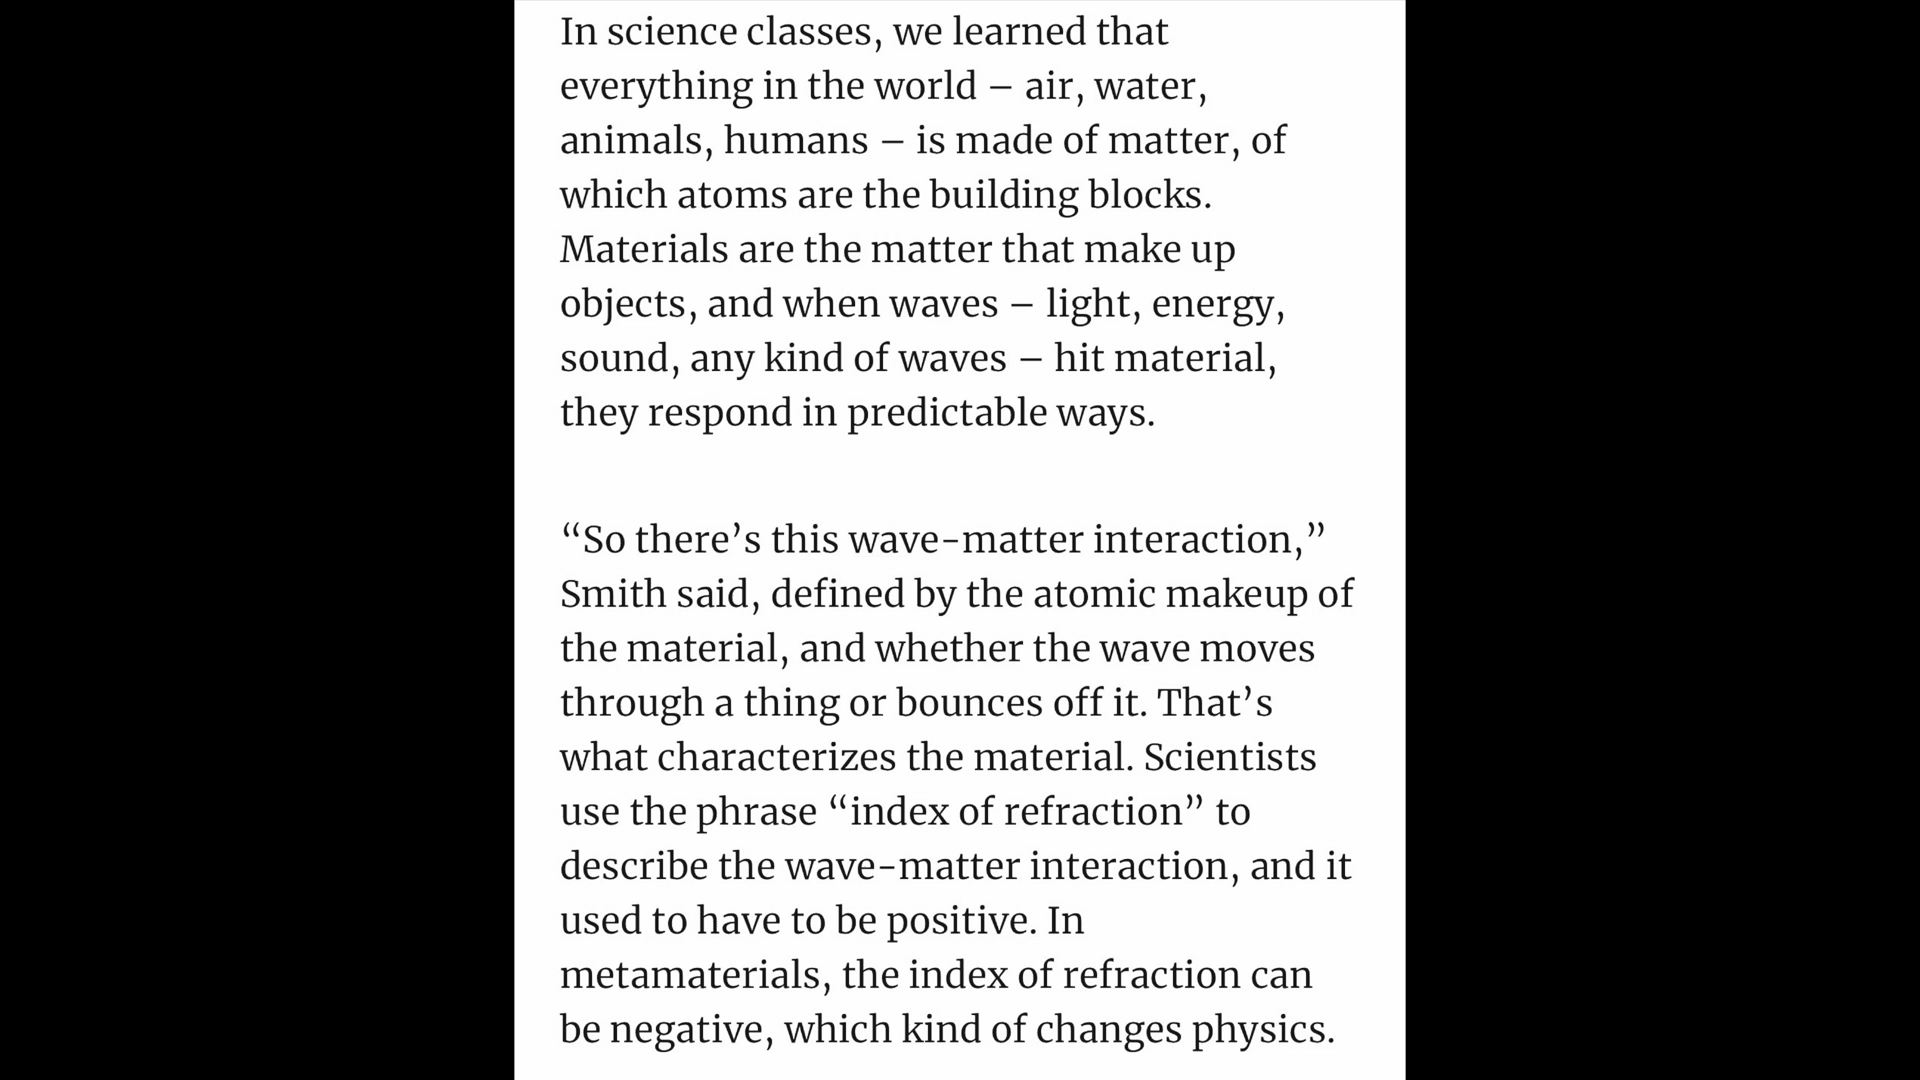 In science classes, we learned that
everything in the world – air, water,
animals, humans – is made of matter, of
which atoms are the building blocks.
Materials are the matter that make up
objects, and when waves – light, energy,
sound, any kind of waves – hit material,
they respond in predictable ways.
“So there’s this wave-matter interaction,”
Smith said, defined by the atomic makeup of
the material, and whether the wave moves
through a thing or bounces off it. That’s
what characterizes the material. Scientists
use the phrase “index of refraction” to
describe the wave-matter interaction, and it
used to have to be positive. In
metamaterials, the index of refraction can
be negative, which kind of changes physics.